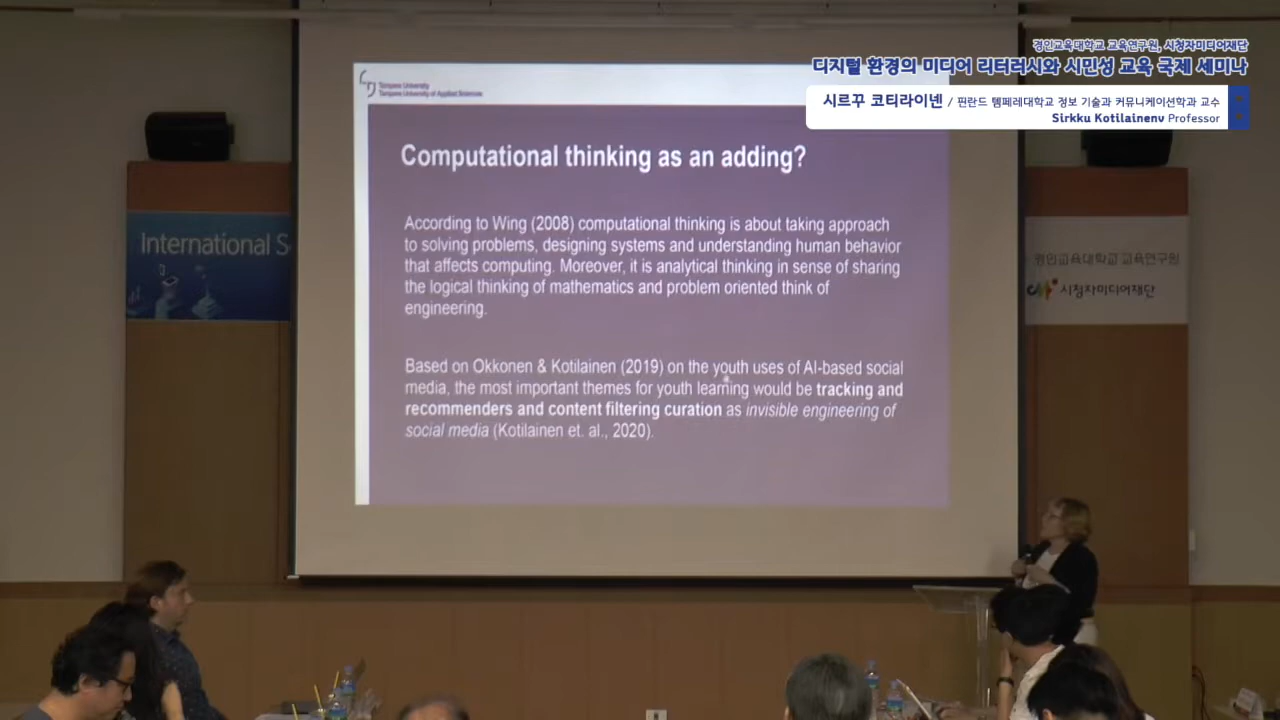 경인교육대학교 교육연구원, 시청자미디어재단
디지털 환경의 미디어 리터러시와 시민성 교육 국제 세미나
시르꾸 코티라이넨 / 핀란드 템페레대학교 정보 기술과 커뮤니케이션학과 교수
Sirkku Kotilainenv Professor
Tampere University
Tampere University of Applied Sciences
Computational thinking as an adding?
According to Wing (2008) computational thinking is about taking approach
to solving problems, designing systems and understanding human behavior
that affects computing. Moreover, it is analytical thinking in sense of sharing
the logical thinking of mathematics and problem oriented think of
engineering.
Based on Okkonen & Kotilainen (2019) on the youth uses of AI-based social
media, the most important themes for youth learning would be tracking and
recommenders and content filtering curation as invisible engineering of
social media (Kotilainen et. al., 2020).
International S
경인교육대학교 교육연구원
시청자미디어재단